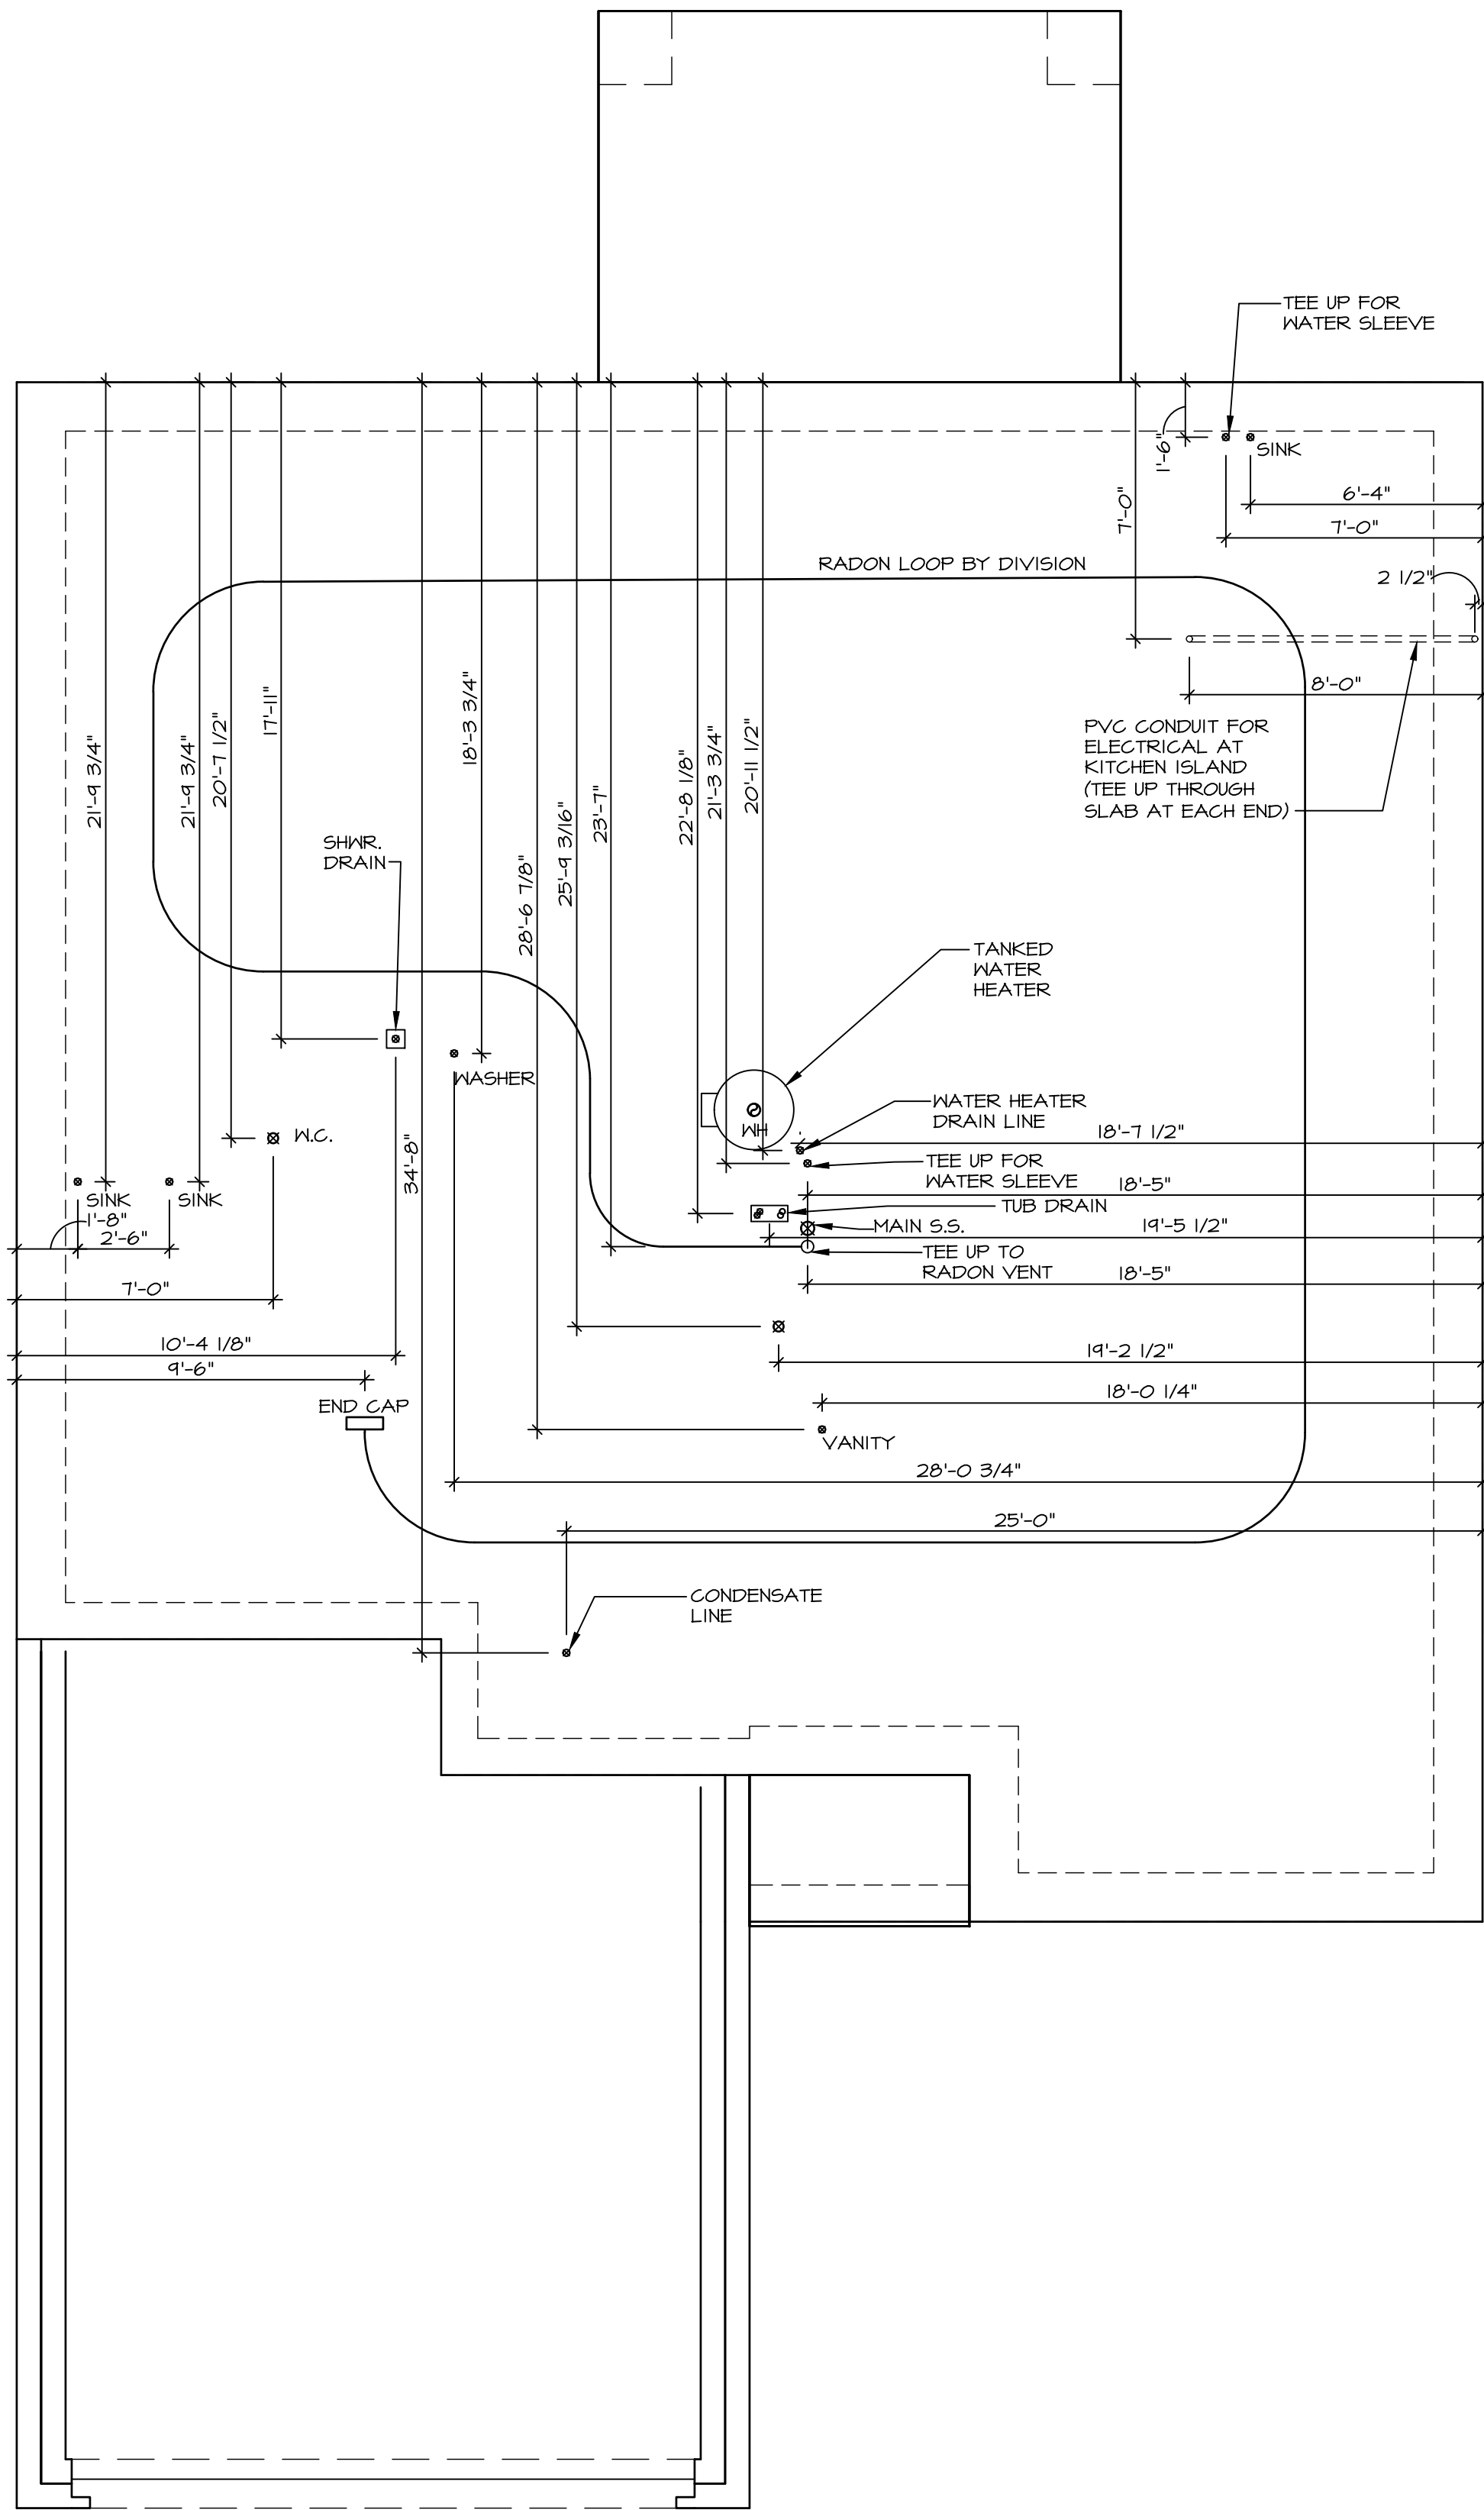 TEE UP FOR
WATER SLEEVE
1'-6"
SINK
6'-4"
7'-0"
7'-0"
RADON LOOP BY DIVISION
2 1/2"
8'-0"
PVC CONDUIT FOR
ELECTRICAL AT
KITCHEN ISLAND
(TEE UP THROUGH
SLAB AT EACH END)
21'-9 3/4"
21'-9 3/4"
20'-7 1/2"
17'-11"
18'-3 3/4"
28'-6 7/8"
25'-9 3/16"
23'-7"
22'-8 1/8"
21'-3 3/4"
20'-11 1/2"
SHWR.
DRAIN
TANKED
WATER
HEATER
WASHER
WH
WATER HEATER
DRAIN LINE
18'-7 1/2"
W.C.
34'-8"
TEE UP FOR
WATER SLEEVE
18'-5"
SINK
SINK
1'-8"
2'-6"
TUB DRAIN
MAIN S.S.
19'-5 1/2"
TEE UP TO
RADON VENT
18'-5"
7'-0"
10'-4 1/8"
19'-2 1/2"
9'-6"
18'-0 1/4"
END CAP
VANITY
28'-0 3/4"
25'-0"
CONDENSATE
LINE